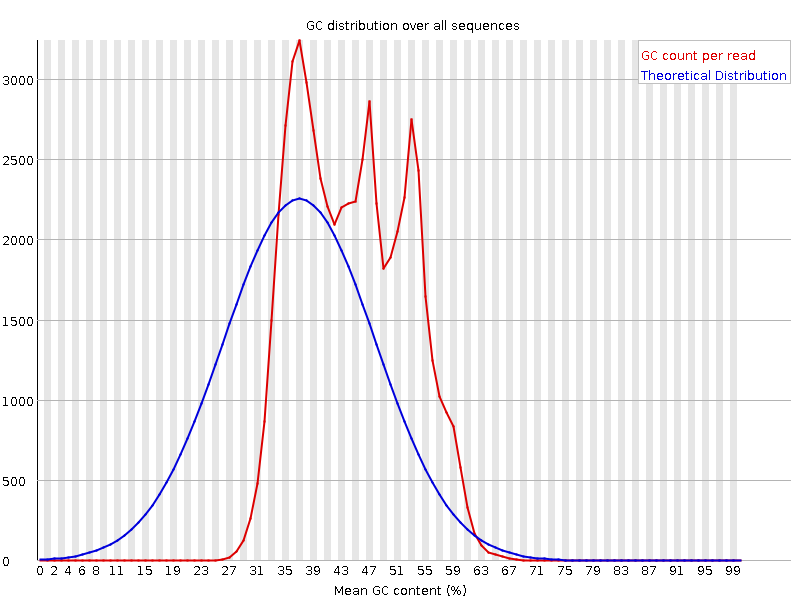 GC distribution over all sequences
GC count per read
Theoretical Distribution
3000
2500
2000
1500
1000
500
0
0 2 4 6 8 11 15 19 23 27 31 35 39 43 47 51 55 59 63 67 71 75 79 83 87 91 95 99
Mean GC content (%)